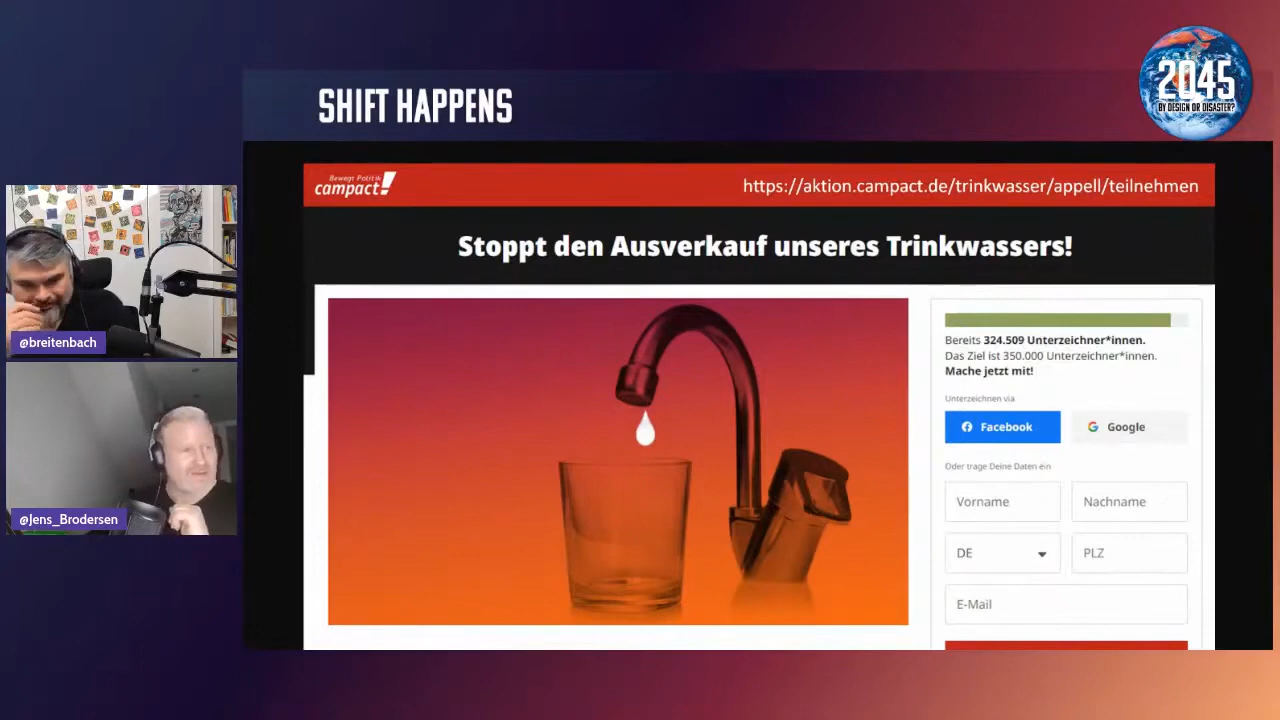 2045
BY DESIGN OR DISASTER?
SHIFT HAPPENS
Bewegt Politik
campact!
https://aktion.campact.de/trinkwasser/appell/teilnehmen
Stoppt den Ausverkauf unseres Trinkwassers!
Bereits 324.509 Unterzeichner*innen.
Das Ziel ist 350.000 Unterzeichner*innen.
Mache jetzt mit!
Unterzeichnen via
Facebook
Google
Oder trage Deine Daten ein
Vorname
Nachname
DE
PLZ
E-Mail
@breitenbach
@Jens_Brodersen